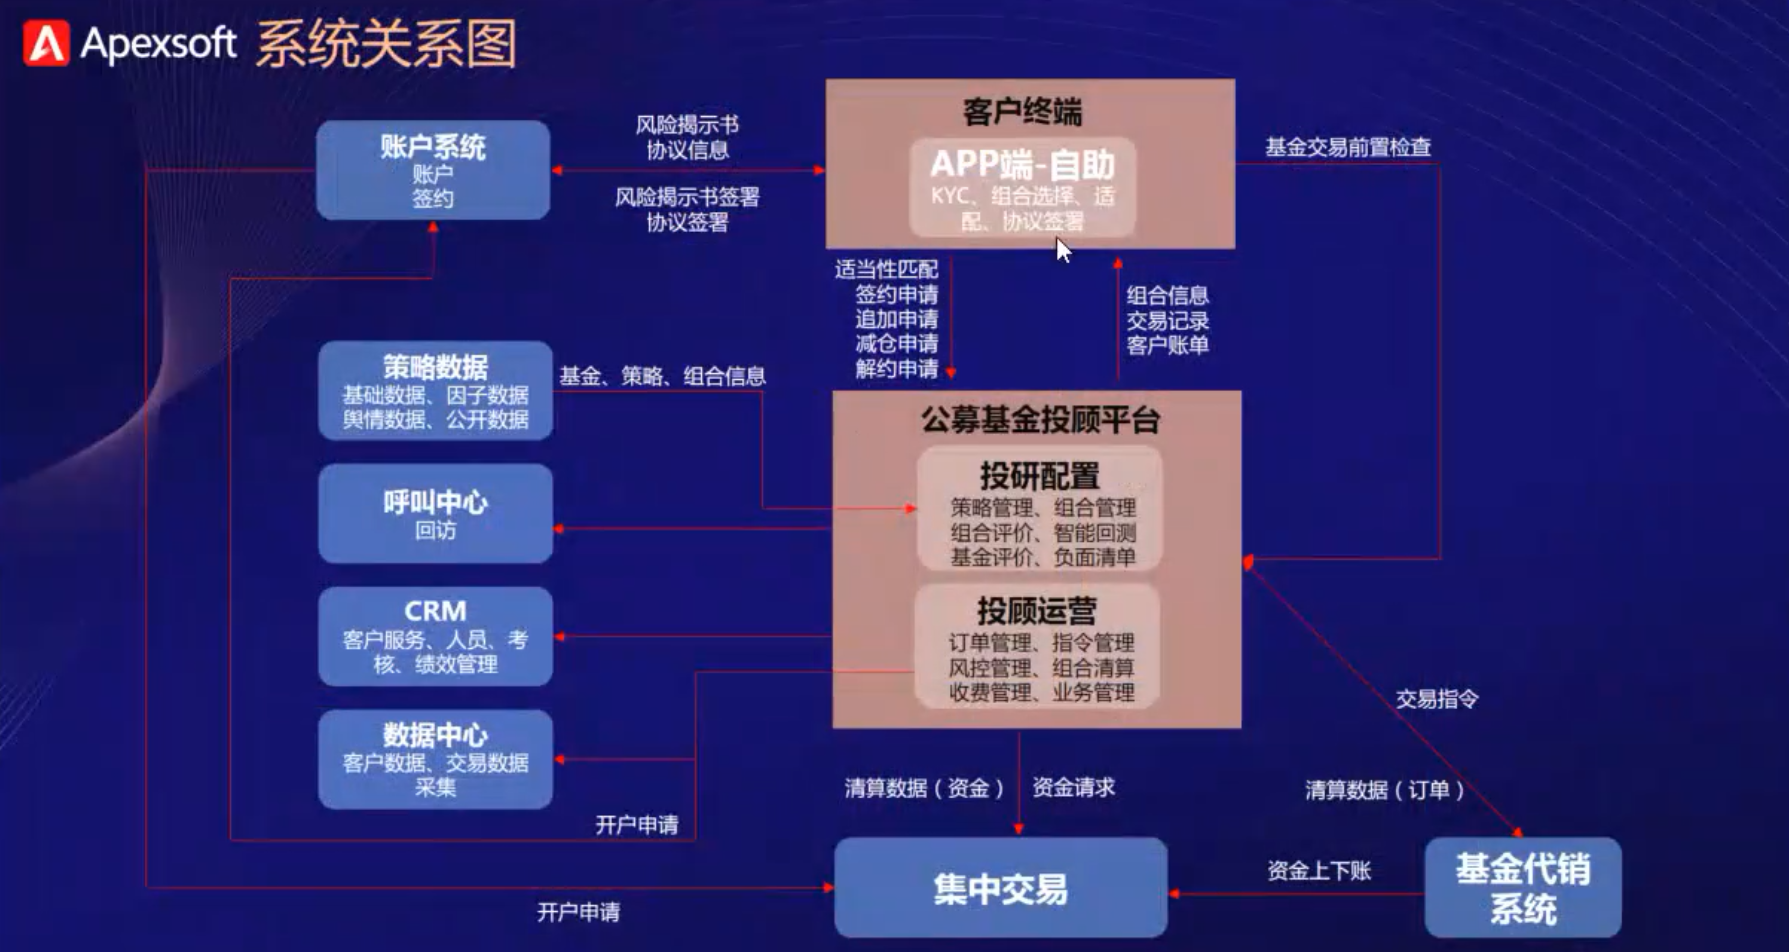 Apexsoft 系统关系图
客户终端
APP端-自助
KYC、组合选择、适
配、协议签署
账户系统
账户
签约
风险揭示书
协议信息
风险揭示书签署
协议签署
基金交易前置检查
适当性匹配
签约申请
追加申请
减仓申请
解约申请
组合信息
交易记录
客户账单
策略数据
基础数据、因子数据
舆情数据、公开数据
基金、策略、组合信息
公募基金投顾平台
投研配置
策略管理、组合管理
组合评价、智能回测
基金评价、负面清单
呼叫中心
回访
投顾运营
订单管理、指令管理
风控管理、组合清算
收费管理、业务管理
CRM
客户服务、人员、考
核、绩效管理
数据中心
客户数据、交易数据
采集
交易指令
清算数据（资金）
资金请求
清算数据（订单）
开户申请
集中交易
资金上下账
基金代销
系统
开户申请